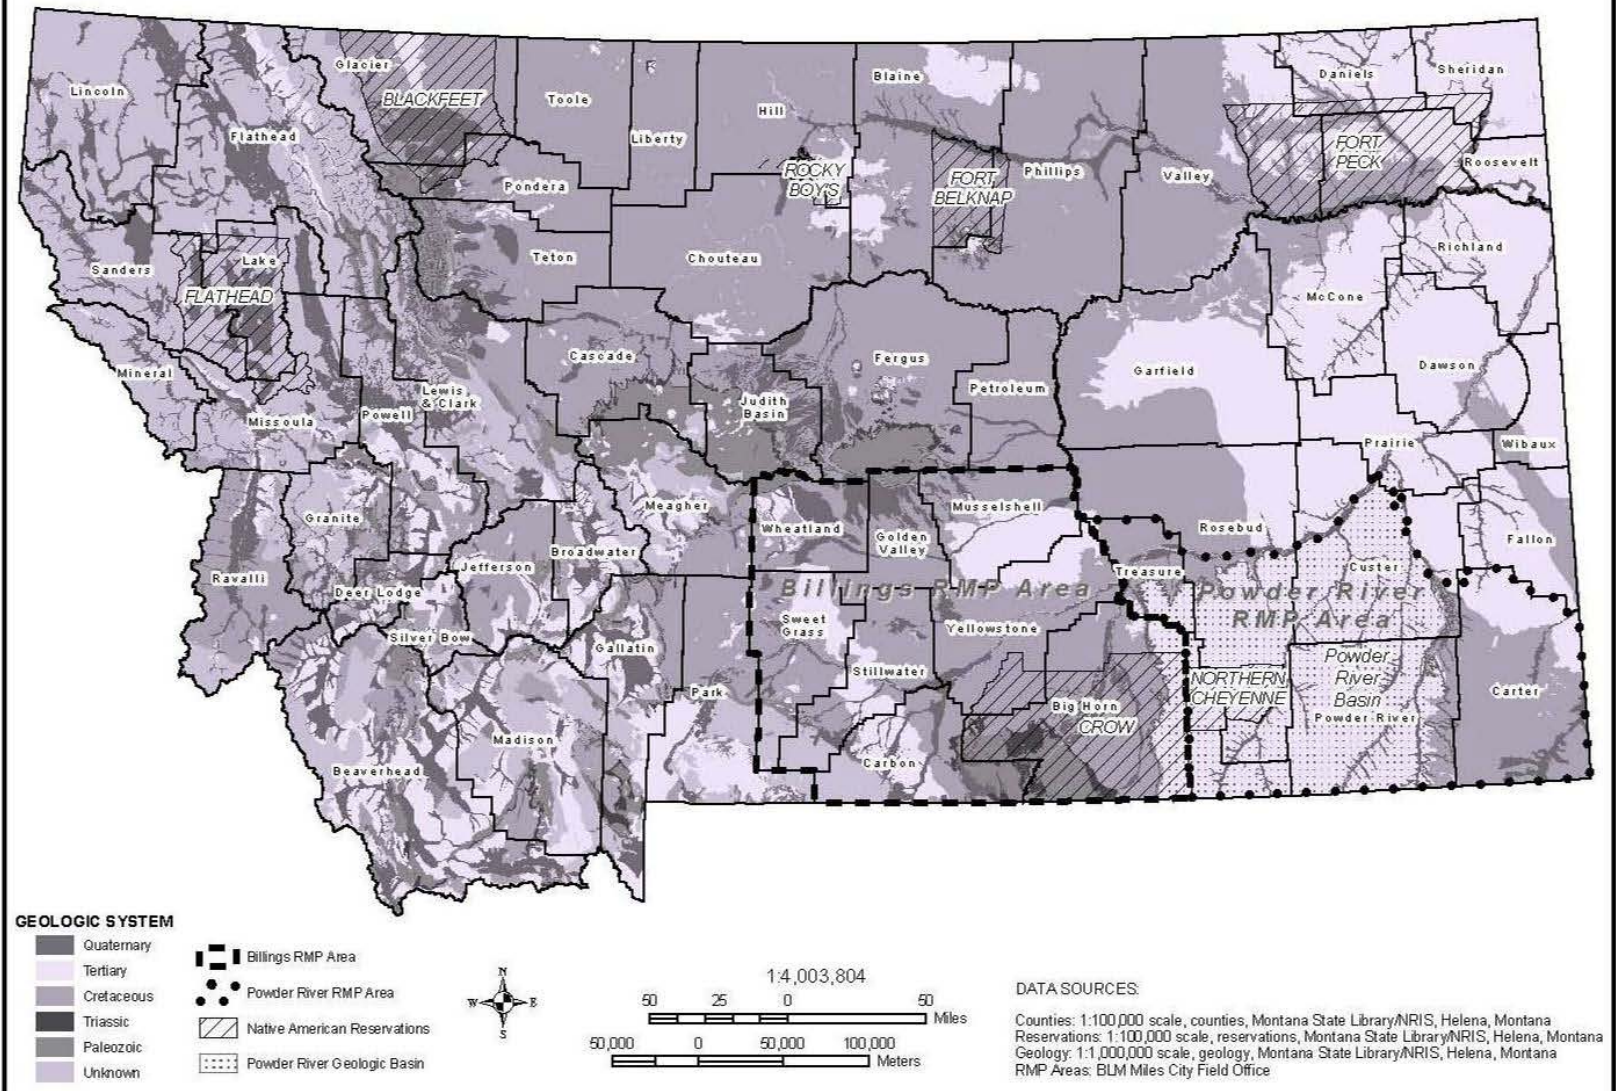 Lincoln
Flathead
Glacier
BLACKFEET
Toole
Liberty
Hill
Blaine
Daniels
Sheridan
Pondera
ROCKY
BOY'S
FORT
BELKNAP
Phillips
Valley
FORT
PECK
Roosevelt
Sanders
Lake
FLATHEAD
Teton
Chouteau
Richland
McCone
Mineral
Missoula
Powell
Lewis
& Clark
Cascade
Judith
Basin
Fergus
Petroleum
Garfield
Dawson
Prairie
Wibaux
Granite
Meagher
Wheatland
Golden
Valley
Musselshell
Rosebud
Fallon
Ravalli
Deer Lodge
Jefferson
Broadwater
Treasure
Custer
Billings RMP Area
Powder River
RMP Area
Silver Bow
Gallatin
Sweet
Grass
Yellowstone
Stillwater
Park
Big Horn
CROW
NORTHERN
CHEYENNE
Powder
River
Basin
Powder River
Carter
Madison
Beaverhead
Carbon
GEOLOGIC SYSTEM
Quaternary
Tertiary
Cretaceous
Triassic
Paleozoic
Unknown
Billings RMP Area
Powder River RMP Area
Native American Reservations
Powder River Geologic Basin
N
W E
S
1:4,003,804
50 25 0 50
Miles
50,000 0 50,000 100,000
Meters
DATA SOURCES:
Counties: 1:100,000 scale, counties, Montana State Library/NRIS, Helena, Montana
Reservations: 1:100,000 scale, reservations, Montana State Library/NRIS, Helena, Montana
Geology: 1:1,000,000 scale, geology, Montana State Library/NRIS, Helena, Montana
RMP Areas: BLM Miles City Field Office